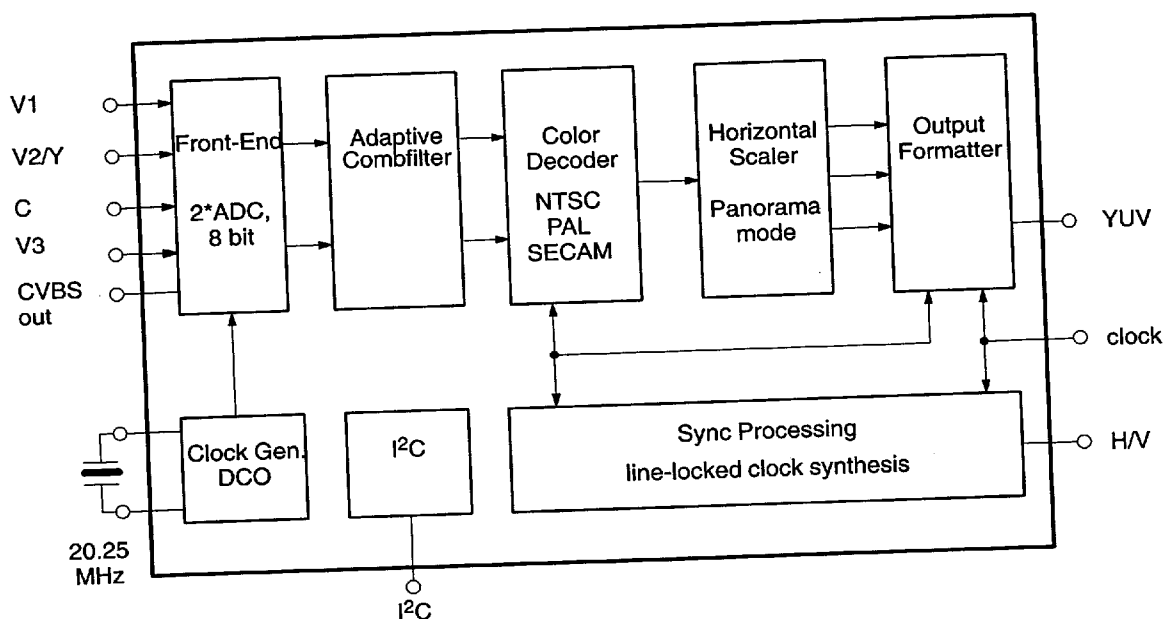 V1
V2/Y
C
V3
CVBS
out
Front-End
2*ADC,
8 bit
Adaptive
Combfilter
Color
Decoder
NTSC
PAL
SECAM
Horizontal
Scaler
Panorama
mode
Output
Formatter
YUV
clock
H/V
Clock Gen.
DCO
I²C
Sync Processing
line-locked clock synthesis
20.25
MHz
I²C